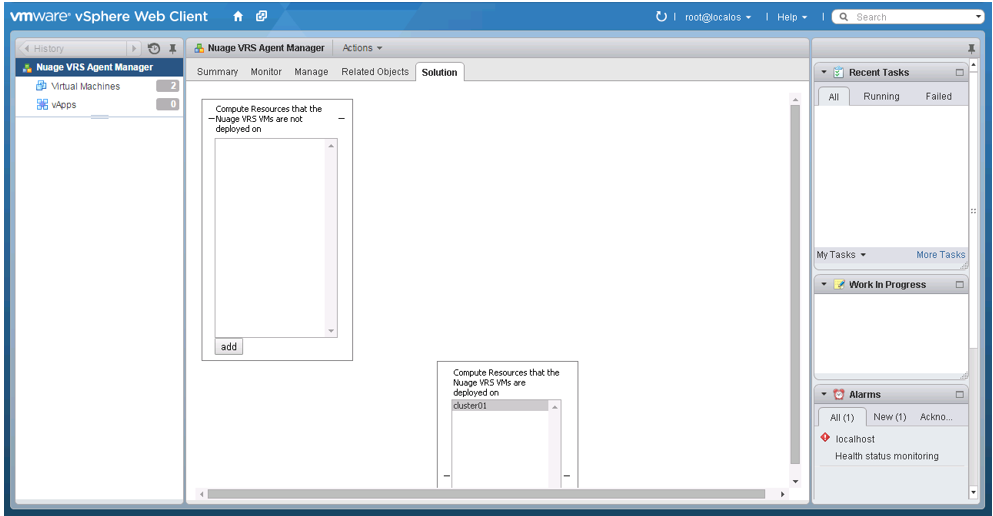 vmware® vSphere Web Client
root@localos
Help
Search
History
Nuage VRS Agent Manager
Virtual Machines 2
vApps 0
Nuage VRS Agent Manager Actions
Summary Monitor Manage Related Objects Solution
Compute Resources that the
Nuage VRS VMs are not
deployed on
add
Compute Resources that the
Nuage VRS VMs are
deployed on
cluster01
Recent Tasks
All Running Failed
My Tasks More Tasks
Work In Progress
Alarms
All (1) New (1) Ackno...
localhost
Health status monitoring